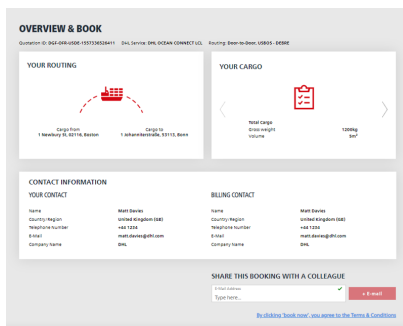 OVERVIEW & BOOK
Quotation ID: DGF-OFR-USDE-1557336528411 DHL Service: DHL OCEAN CONNECT LCL Routing: Door-to-Door, USBOS - DEBRE
YOUR ROUTING
Cargo from
1 Newbury St, 02116, Boston
Cargo to
1 Johanniterstraße, 53113, Bonn
YOUR CARGO
Total Cargo
Gross weight 1200kg
Volume 5m³
CONTACT INFORMATION
YOUR CONTACT
Name Matt Davies
Country/Region United Kingdom (GB)
Telephone Number +44 1234
E-Mail matt.davies@dhl.com
Company Name DHL
BILLING CONTACT
Name Matt Davies
Country/Region United Kingdom (GB)
Telephone Number +44 1234
E-Mail matt.davies@dhl.com
Company Name DHL
SHARE THIS BOOKING WITH A COLLEAGUE
E-Mail Address
Type here...
+ E-mail
By clicking 'book now', you agree to the Terms & Conditions